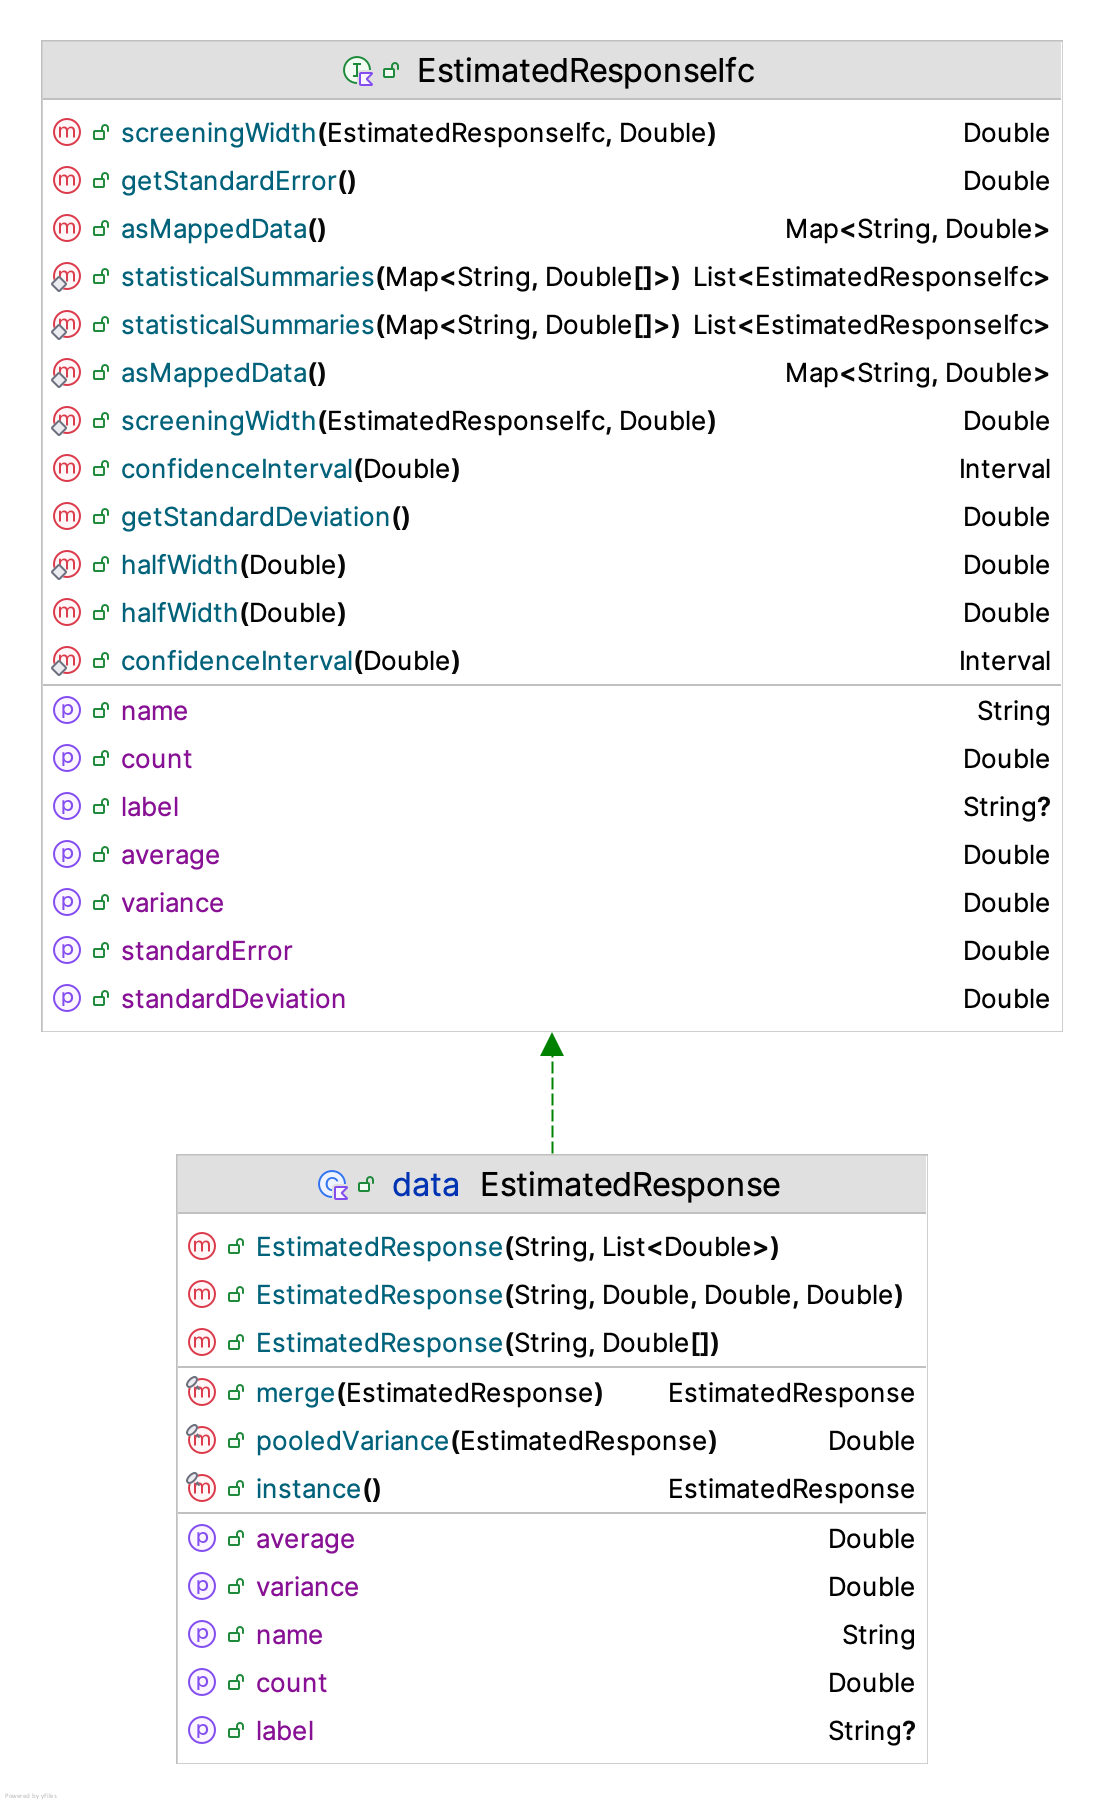 EstimatedResponseIfc
screeningWidth(EstimatedResponseIfc, Double) Double
getStandardError() Double
asMappedData() Map<String, Double>
statisticalSummaries(Map<String, Double[]>) List<EstimatedResponseIfc>
statisticalSummaries(Map<String, Double[]>) List<EstimatedResponseIfc>
asMappedData() Map<String, Double>
screeningWidth(EstimatedResponseIfc, Double) Double
confidenceInterval(Double) Interval
getStandardDeviation() Double
halfWidth(Double) Double
halfWidth(Double) Double
confidenceInterval(Double) Interval
name String
count Double
label String?
average Double
variance Double
standardError Double
standardDeviation Double
data EstimatedResponse
EstimatedResponse(String, List<Double>)
EstimatedResponse(String, Double, Double, Double)
EstimatedResponse(String, Double[])
merge(EstimatedResponse) EstimatedResponse
pooledVariance(EstimatedResponse) Double
instance() EstimatedResponse
average Double
variance Double
name String
count Double
label String?
Powered by yFiles